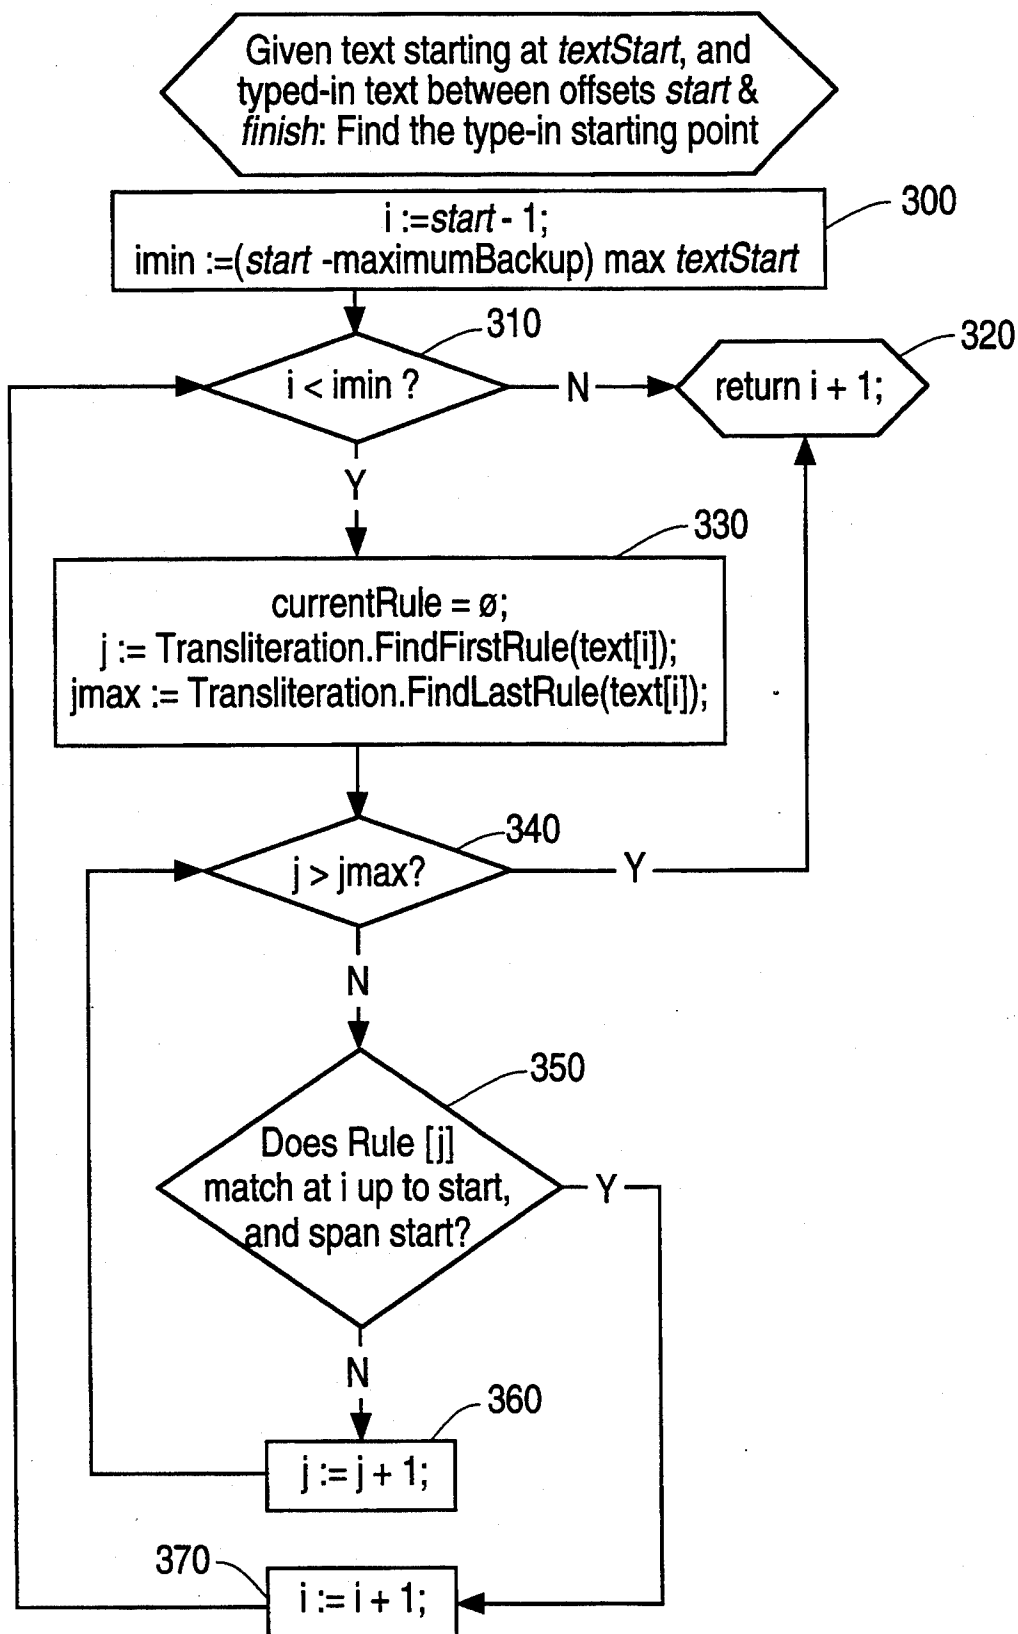 Given text starting at textStart, and
typed-in text between offsets start &
finish: Find the type-in starting point
300
i :=start - 1;
imin :=(start -maximumBackup) max textStart
310
320
i < imin ?
N
return i + 1;
Y
330
currentRule = ø;
j := Transliteration.FindFirstRule(text[i]);
jmax := Transliteration.FindLastRule(text[i]);
340
j > jmax?
Y
N
350
Does Rule [j]
match at i up to start,
and span start?
Y
N
360
j := j + 1;
370
i := i + 1;